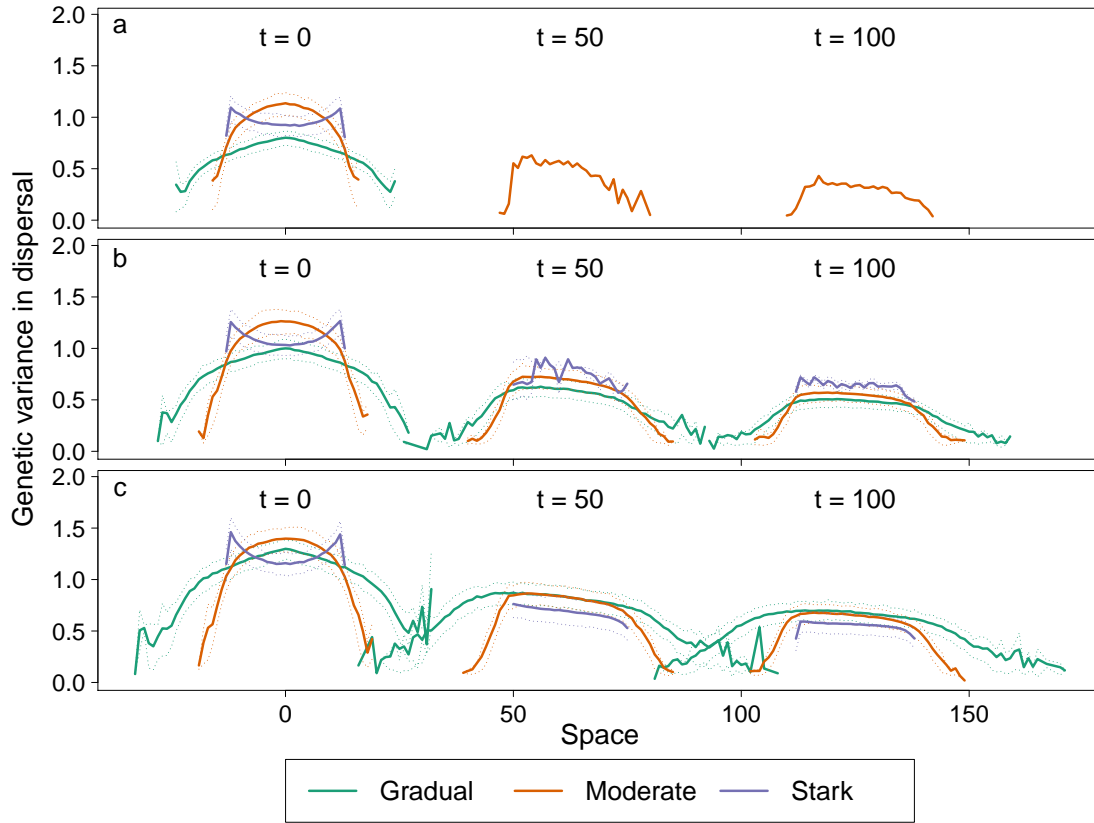 Genetic variance in dispersal
a
t = 0
t = 50
t = 100
2.0
1.5
1.0
0.5
0.0
b
t = 0
t = 50
t = 100
2.0
1.5
1.0
0.5
0.0
c
t = 0
t = 50
t = 100
2.0
1.5
1.0
0.5
0.0
0 50 100 150
Space
Gradual Moderate Stark